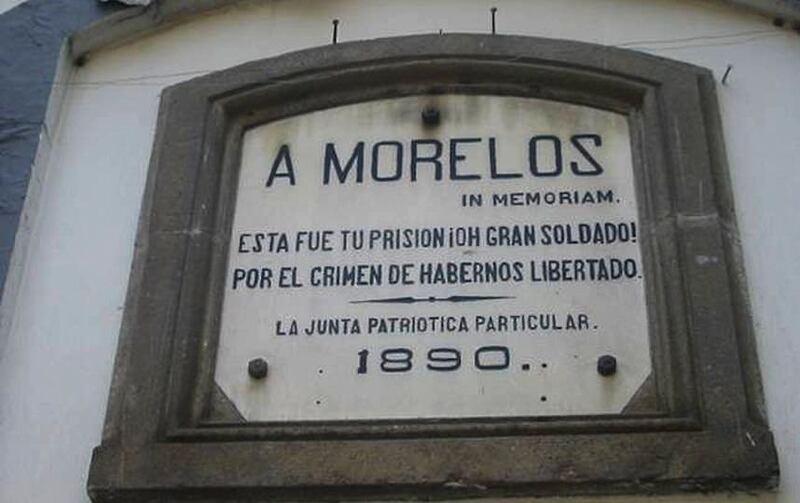 A MORELOS
IN MEMORIAM.
ESTA FUE TU PRISION ¡OH GRAN SOLDADO!
POR EL CRIMEN DE HABERNOS LIBERTADO.
LA JUNTA PATRIOTICA PARTICULAR.
1890..